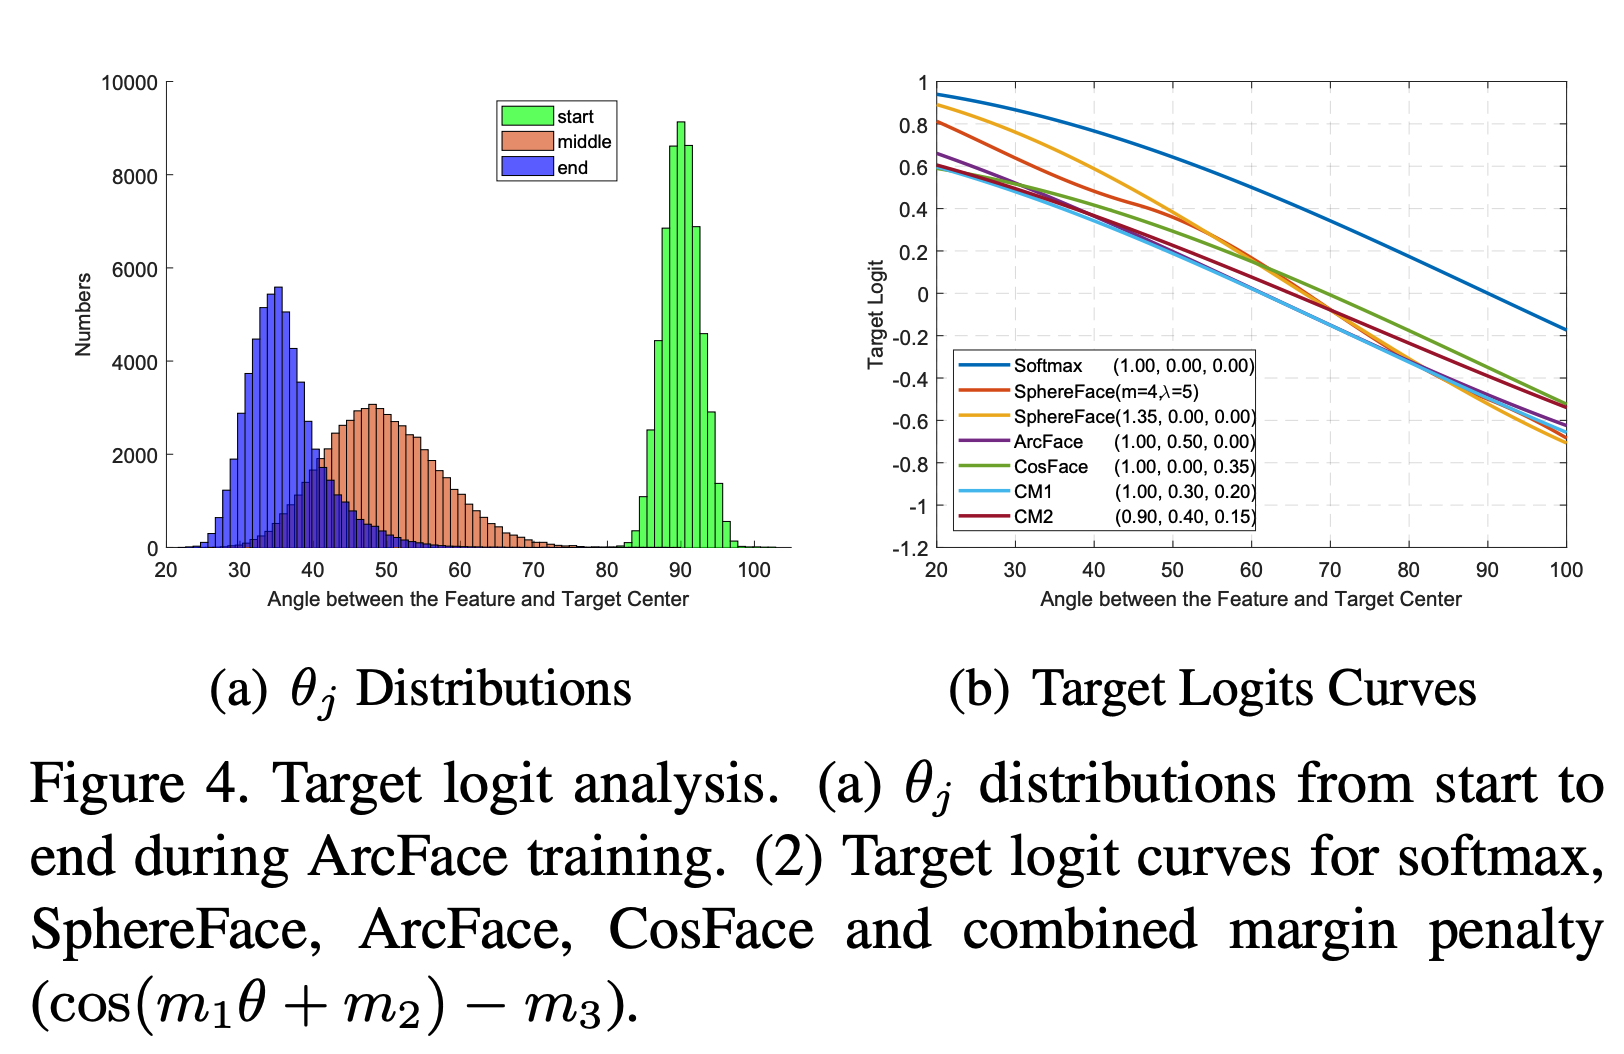 10000
8000
6000
4000
2000
0
Numbers
start
middle
end
20 30 40 50 60 70 80 90 100
Angle between the Feature and Target Center
(a) θj Distributions
1
0.8
0.6
0.4
0.2
0
-0.2
-0.4
-0.6
-0.8
-1
-1.2
Target Logit
Softmax (1.00, 0.00, 0.00)
SphereFace(m=4,λ=5)
SphereFace(1.35, 0.00, 0.00)
ArcFace (1.00, 0.50, 0.00)
CosFace (1.00, 0.00, 0.35)
CM1 (1.00, 0.30, 0.20)
CM2 (0.90, 0.40, 0.15)
20 30 40 50 60 70 80 90 100
Angle between the Feature and Target Center
(b) Target Logits Curves
Figure 4. Target logit analysis. (a) θj distributions from start to
end during ArcFace training. (2) Target logit curves for softmax,
SphereFace, ArcFace, CosFace and combined margin penalty
(cos(m1θ + m2) − m3).